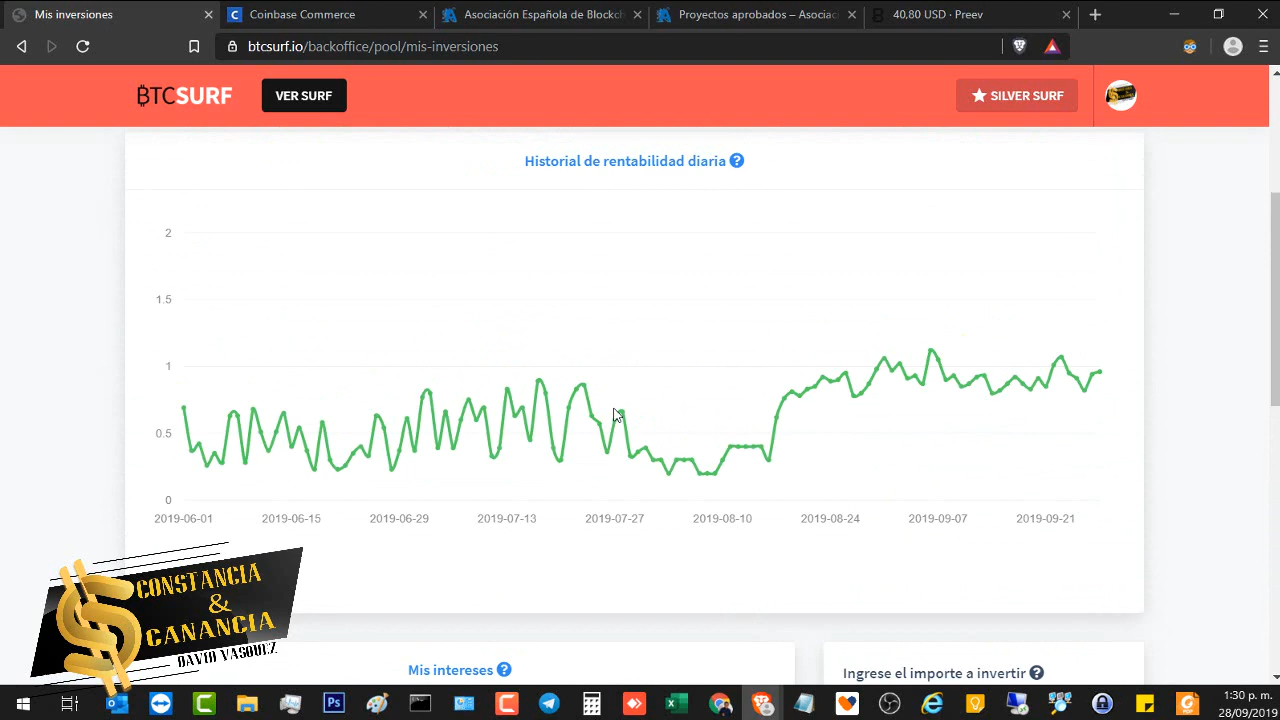 Mis inversiones
Coinbase Commerce
Asociación Española de Blockch
Proyectos aprobados – Asociac
40,80 USD · Preev
btcsurf.io/backoffice/pool/mis-inversiones
BTCSURF
VER SURF
SILVER SURF
Historial de rentabilidad diaria
2
1.5
1
0.5
0
2019-06-01
2019-06-15
2019-06-29
2019-07-13
2019-07-27
2019-08-10
2019-08-24
2019-09-07
2019-09-21
CONSTANCIA
&
GANANCIA
DAVID VASQUEZ
Mis intereses
Ingrese el importe a invertir
1:30 p. m.
28/09/2019